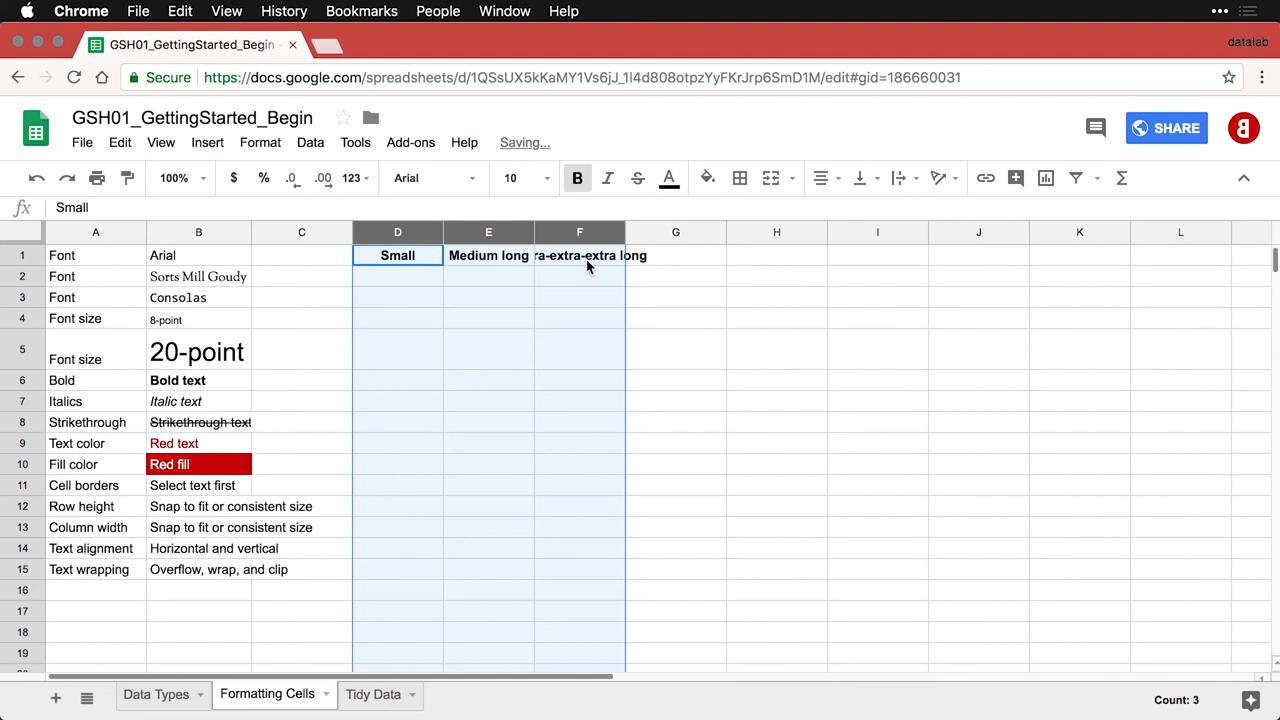 Chrome File Edit View History Bookmarks People Window Help
GSH01_GettingStarted_Begin - datalab
Secure https://docs.google.com/spreadsheets/d/1QSsUX5kKaMY1Vs6jJ_1l4d808otpzYyFKrJrp6SmD1M/edit#gid=186660031
GSH01_GettingStarted_Begin
File Edit View Insert Format Data Tools Add-ons Help Saving...
SHARE
100% $ % .0 .00 123 Arial 10 B I S A Σ
fx Small
A B C D E F G H I J K L
1 Font Arial Small Medium long ra-extra-extra long
2 Font Sorts Mill Goudy
3 Font Consolas
4 Font size 8-point
5 Font size 20-point
6 Bold Bold text
7 Italics Italic text
8 Strikethrough Strikethrough text
9 Text color Red text
10 Fill color Red fill
11 Cell borders Select text first
12 Row height Snap to fit or consistent size
13 Column width Snap to fit or consistent size
14 Text alignment Horizontal and vertical
15 Text wrapping Overflow, wrap, and clip
16
17
18
19
Data Types Formatting Cells Tidy Data Count: 3